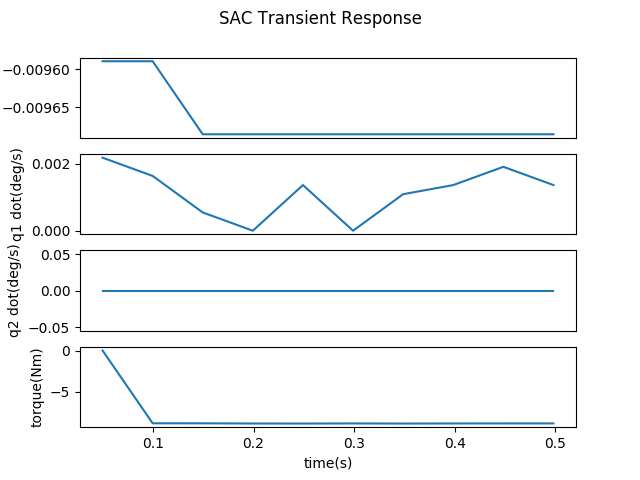 SAC Transient Response
−0.00960
−0.00965
q1 dot(deg/s)
0.002
0.000
q2 dot(deg/s)
0.05
0.00
−0.05
torque(Nm)
0
−5
0.1 0.2 0.3 0.4 0.5
time(s)